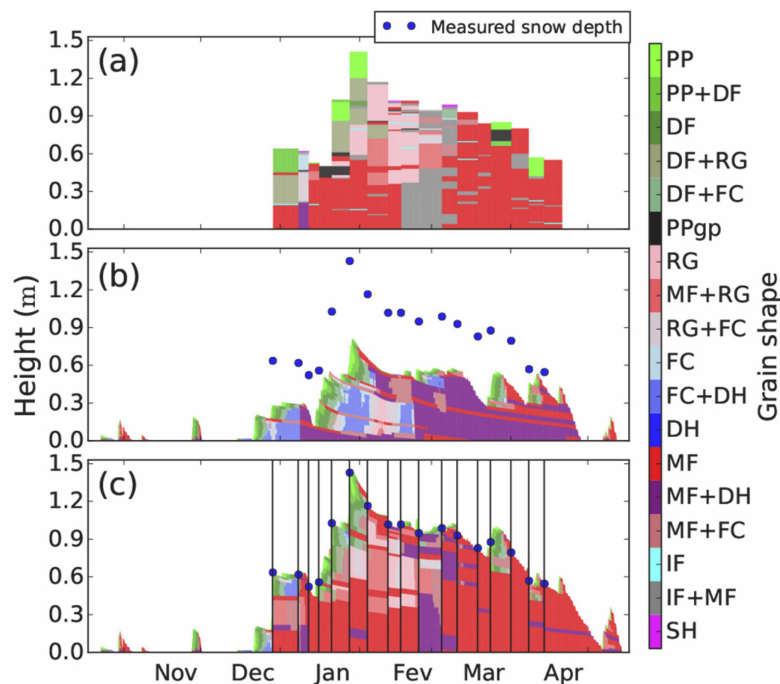 Measured snow depth
(a)
1.5
1.2
0.9
0.6
0.3
0.0
(b)
1.5
1.2
0.9
0.6
0.3
0.0
(c)
1.5
1.2
0.9
0.6
0.3
0.0
Height (m)
Nov Dec Jan Fev Mar Apr
PP
PP+DF
DF
DF+RG
DF+FC
PPgp
RG
MF+RG
RG+FC
FC
FC+DH
DH
MF
MF+DH
MF+FC
IF
IF+MF
SH
Grain shape